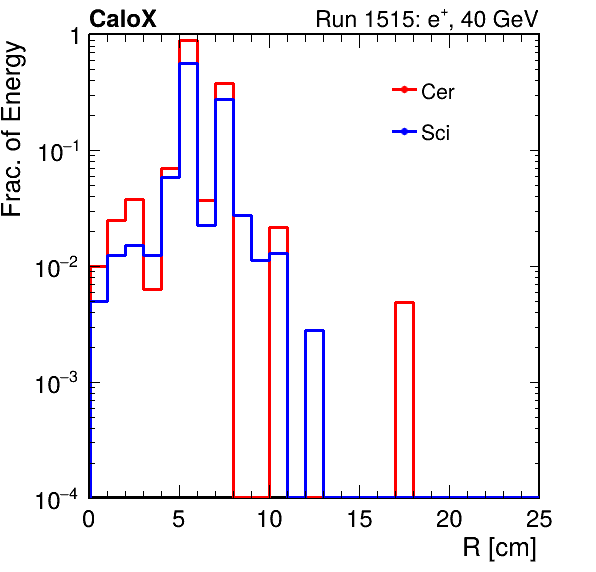 CaloX Run 1515: e⁺, 40 GeV
Frac. of Energy
1
10⁻¹
10⁻²
10⁻³
10⁻⁴
Cer
Sci
0 5 10 15 20 25
R [cm]